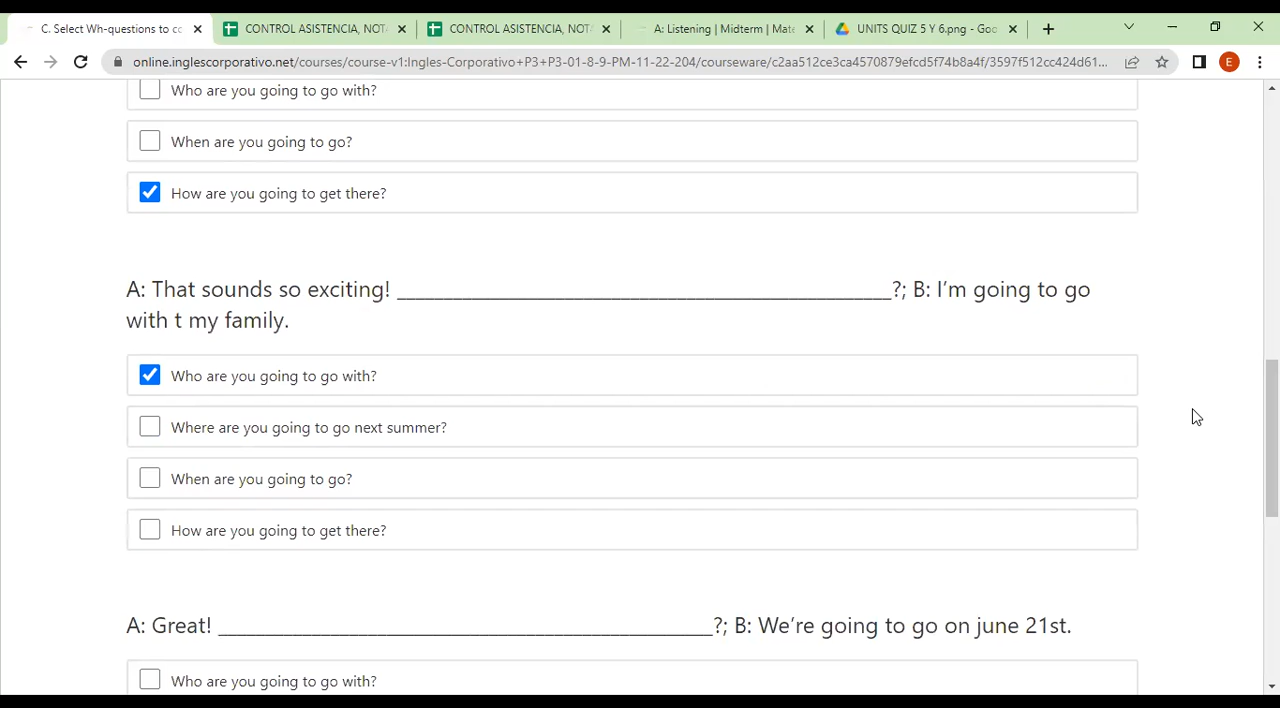 C. Select Wh-questions to co
CONTROL ASISTENCIA, NOT
CONTROL ASISTENCIA, NOT
A: Listening | Midterm | Mate
UNITS QUIZ 5 Y 6.png - Goo
online.inglescorporativo.net/courses/course-v1:Ingles-Corporativo+P3+P3-01-8-9-PM-11-22-204/courseware/c2a512ce3ca4570879efcd5f74b8a4f/3597f512cc424d61...
E
Who are you going to go with?
When are you going to go?
How are you going to get there?
A: That sounds so exciting! ____________________________________________?; B: I’m going to go
with t my family.
Who are you going to go with?
Where are you going to go next summer?
When are you going to go?
How are you going to get there?
A: Great! ____________________________________________?; B: We’re going to go on june 21st.
Who are you going to go with?